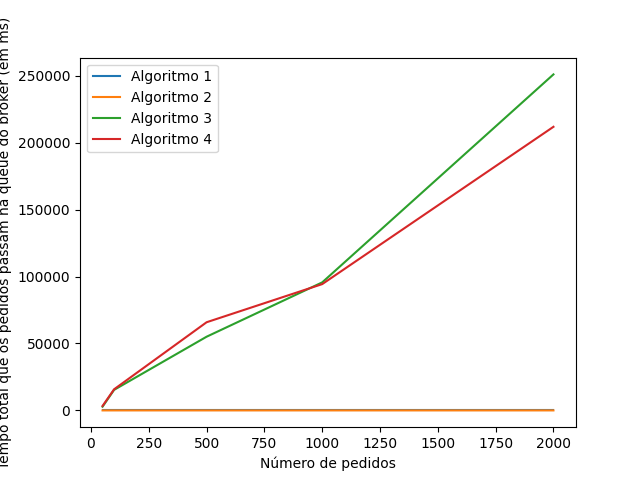 Tempo total que os pedidos passam na queue do broker (em ms)
250000
200000
150000
100000
50000
0
Algoritmo 1
Algoritmo 2
Algoritmo 3
Algoritmo 4
0 250 500 750 1000 1250 1500 1750 2000
Número de pedidos